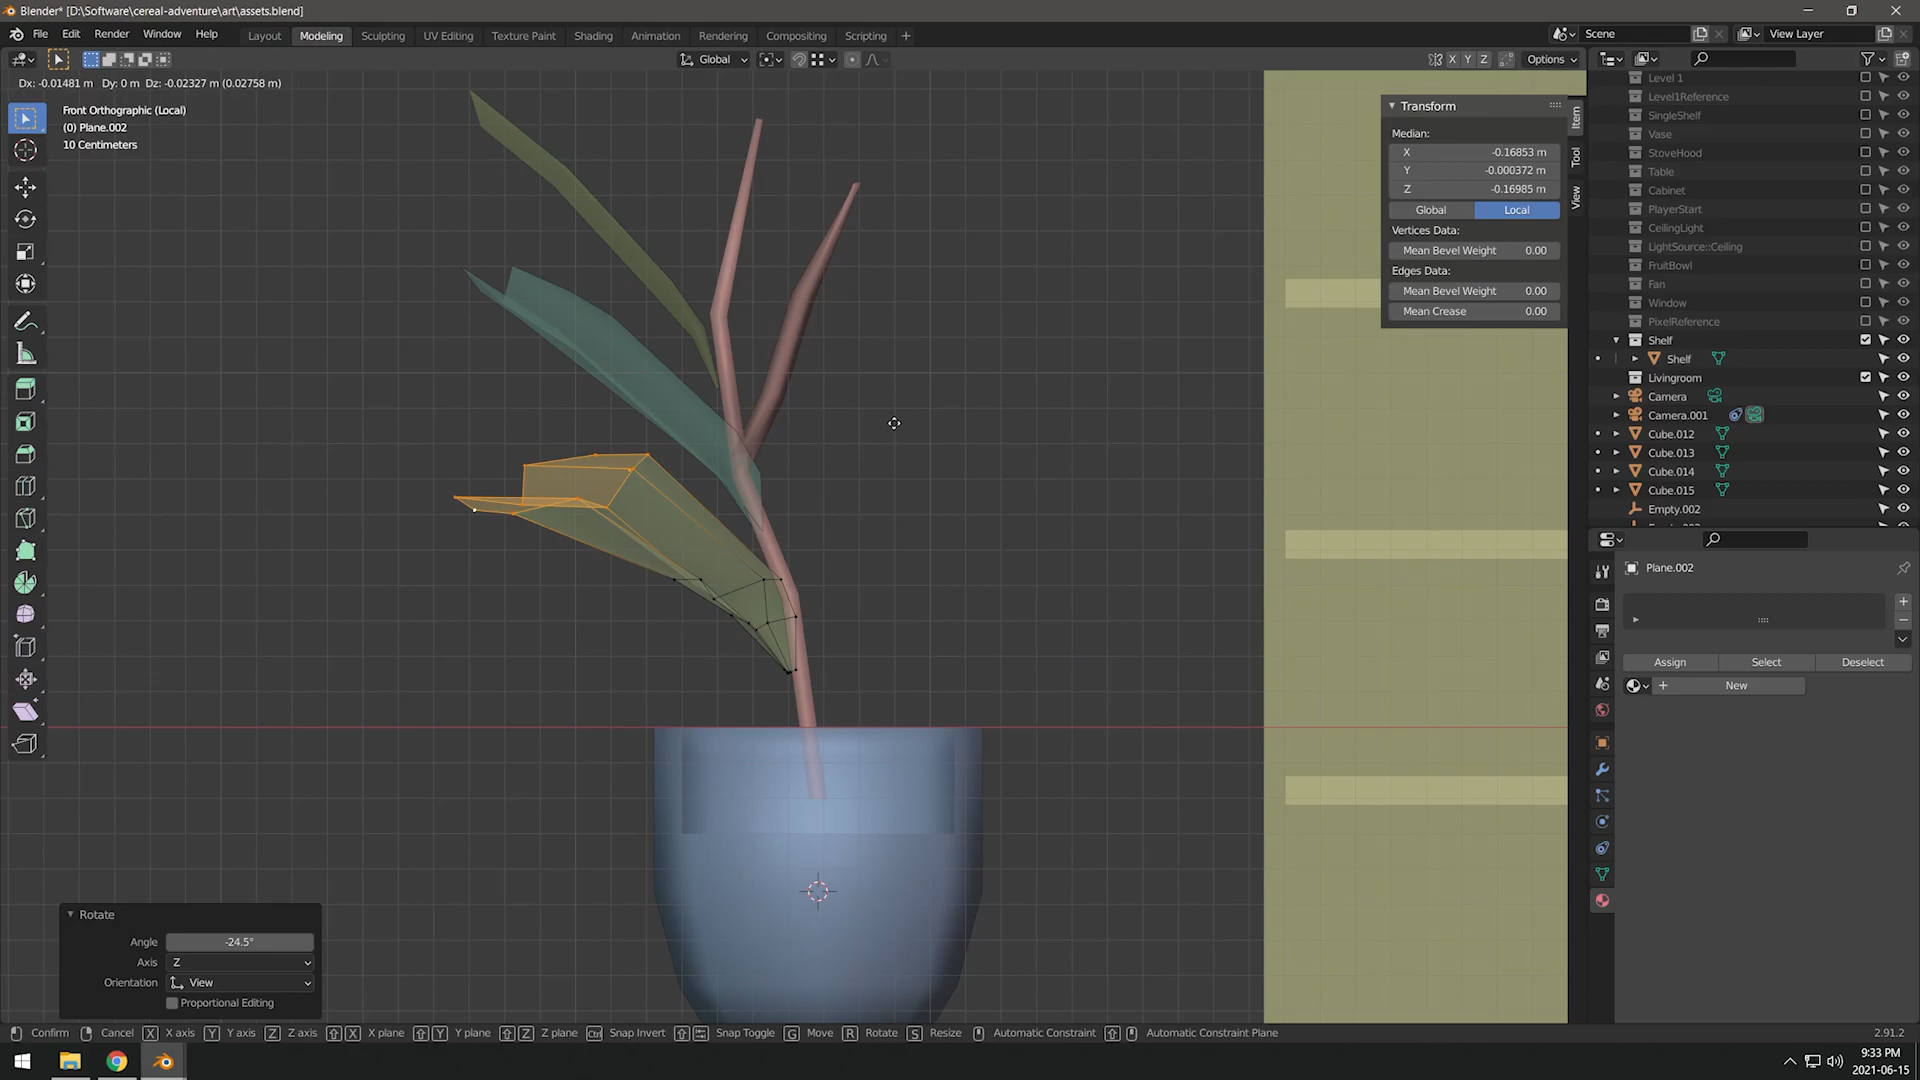 Blender* [D:\Software\cereal-adventure\art\assets.blend]
File Edit Render Window Help Layout Modeling Sculpting UV Editing Texture Paint Shading Animation Rendering Compositing Scripting + Scene View Layer
Global X Y Z Options
Dx: -0.01481 m Dy: 0 m Dz: -0.02327 m (0.02758 m)
Front Orthographic (Local)
(0) Plane.002
10 Centimeters
Transform
Median:
X -0.16853 m
Y -0.000372 m
Z -0.16985 m
Global Local
Vertices Data:
Mean Bevel Weight 0.00
Edges Data:
Mean Bevel Weight 0.00
Mean Crease 0.00
Item
Tool
View
Level 1
Level1Reference
SingleShelf
Vase
StoveHood
Table
Cabinet
PlayerStart
CeilingLight
LightSource::Ceiling
FruitBowl
Fan
Window
PixelReference
Shelf
Shelf
Livingroom
Camera
Camera.001
Cube.012
Cube.013
Cube.014
Cube.015
Empty.002
Plane.002
Assign Select Deselect
New
Rotate
Angle -24.5°
Axis Z
Orientation View
Proportional Editing
Confirm Cancel X X axis Y Y axis Z Z axis X X plane Y Y plane Z Z plane Ctrl Snap Invert Snap Toggle G Move R Rotate S Resize Automatic Constraint Automatic Constraint Plane 2.91.2
9:33 PM
2021-06-15